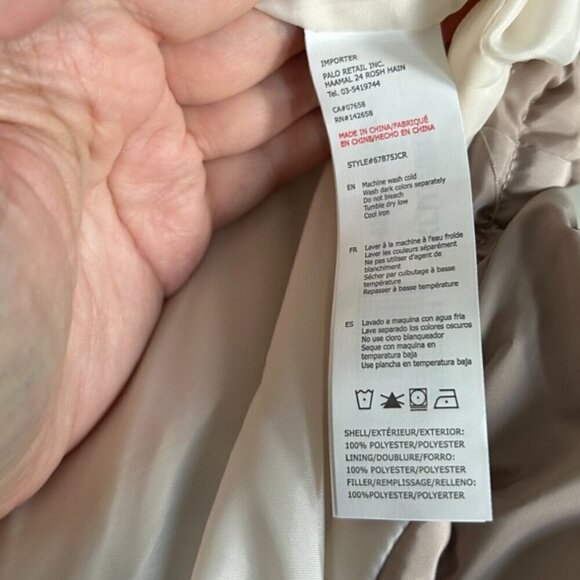 IMPORTER
PALO RETAIL INC.
HAAMAL 24 ROSH HAIN
Tel. 03-5419744
CA#07658
RN#142658
MADE IN CHINA/FABRIQUÉ
EN CHINE/HECHO EN CHINA
STYLE#67875JCR
EN Machine wash cold
Wash dark colors separately
Do not bleach
Tumble dry low
Cool iron
FR Laver à la machine à l'eau froide
Laver les couleurs séparément
Ne pas utiliser d'agent de
blanchiment
Sécher par culbutage à basse
température
Repasser à basse température
ES Lavado a maquina con agua fria
Lave separado los colores oscuros
No use cloro blanqueador
Seque con maquina en
temparatura baja
Use plancha en temperatura baja
SHELL/EXTÉRIEUR/EXTERIOR:
100% POLYESTER/POLYESTER
LINING/DOUBLURE/FORRO:
100% POLYESTER/POLYESTER
FILLER/REMPLISSAGE/RELLENO:
100%POLYESTER/POLYERTER